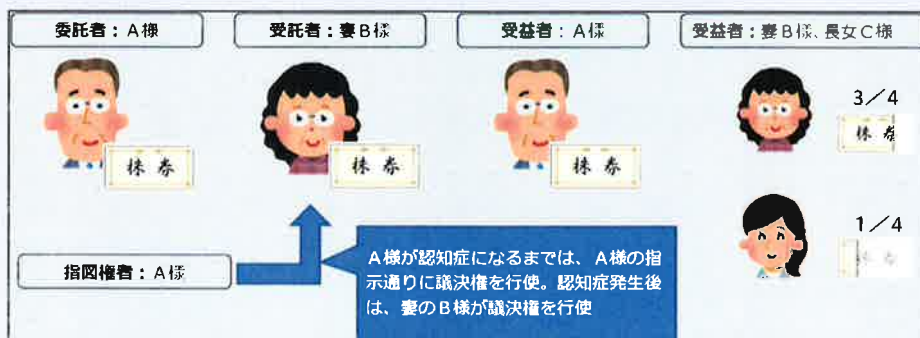 委託者：A様
受託者：妻B様
受益者：A様
受益者：妻B様、長女C様
株券
株券
株券
3／4
株券
1／4
指図権者：A様
A様が認知症になるまでは、A様の指
示通りに議決権を行使。認知症発生後
は、妻のB様が議決権を行使